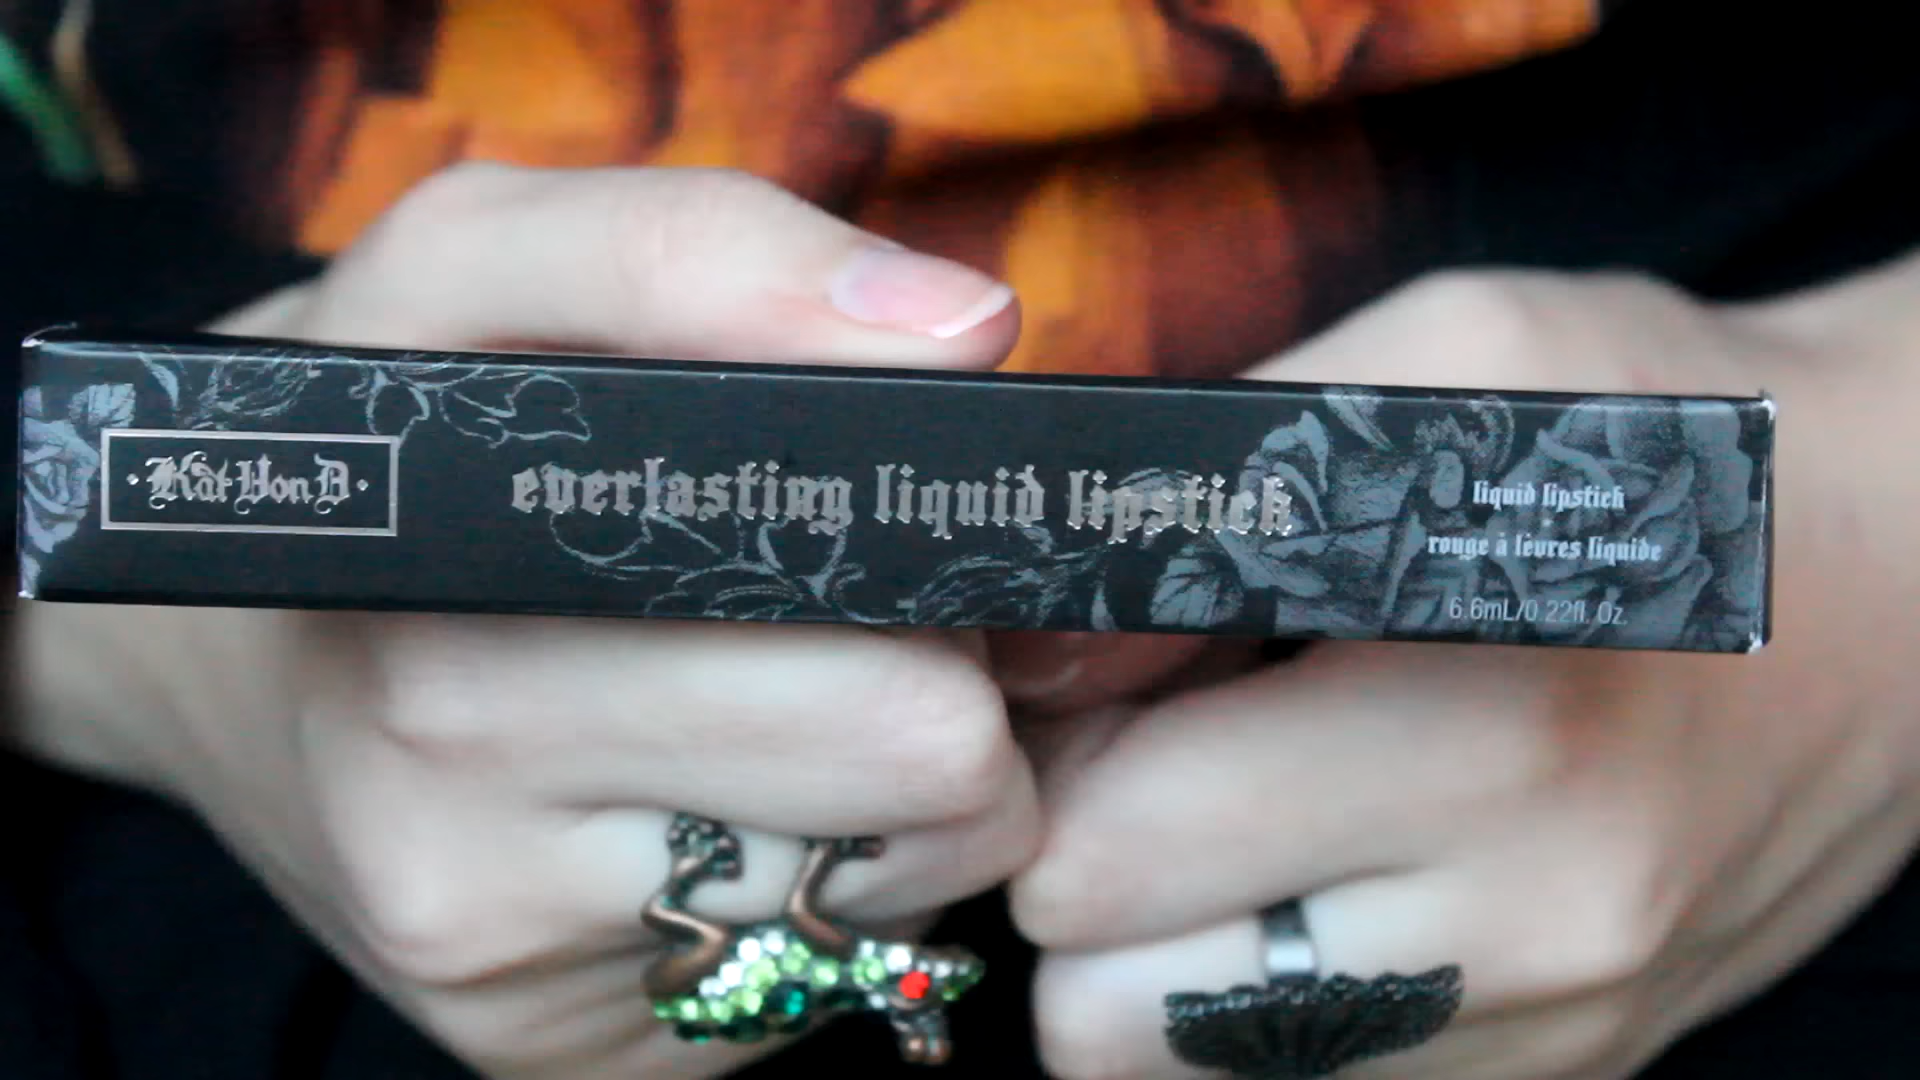 ·Kat Von D·
everlasting liquid lipstick
liquid lipstick
·
rouge à lèvres liquide
6.6mL/0.22fl. Oz.